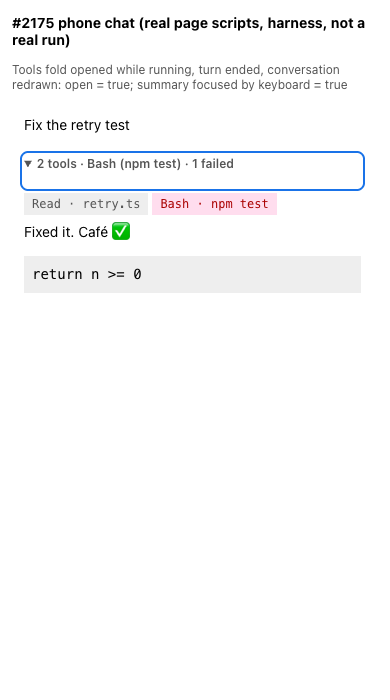 #2175 phone chat (real page scripts, harness, not a
real run)
Tools fold opened while running, turn ended, conversation
redrawn: open = true; summary focused by keyboard = true
Fix the retry test
▼ 2 tools · Bash (npm test) · 1 failed
Read · retry.ts Bash · npm test
Fixed it. Café ✅
return n >= 0